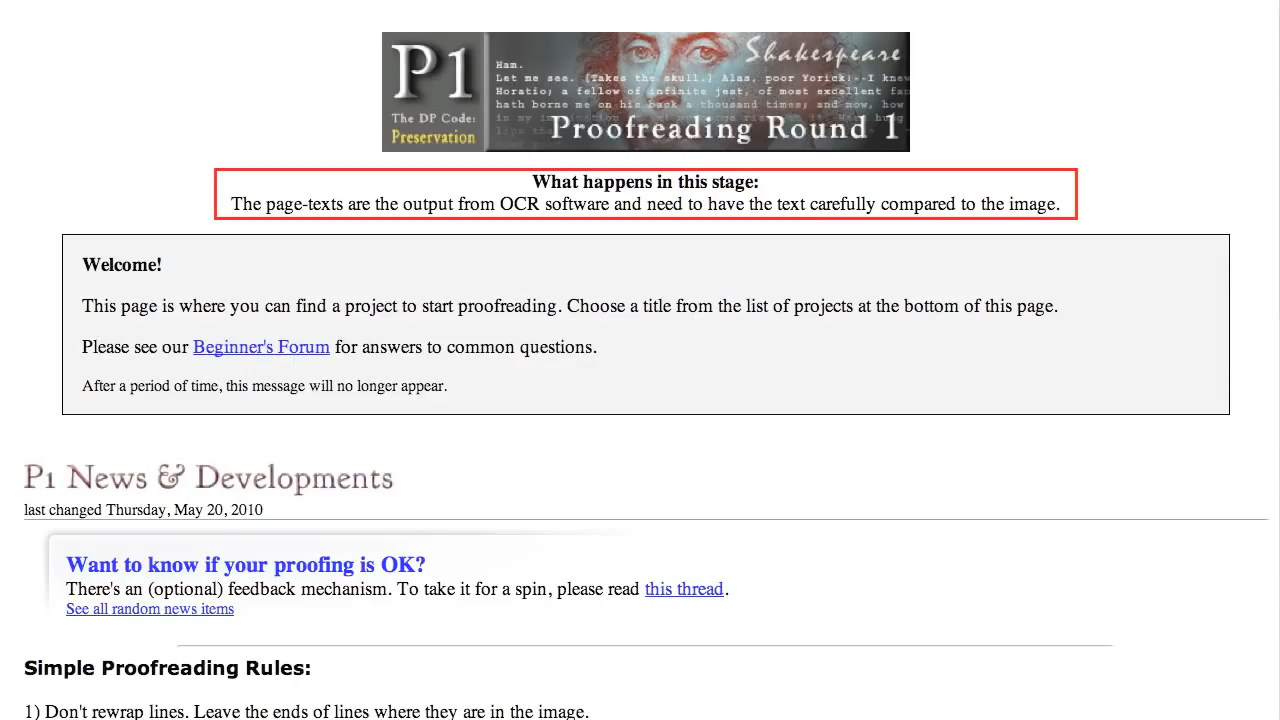 P1
The DP Code:
Preservation
Shakespeare
Ham.
Let me see. [Takes the skull.] Alas, poor Yorick!--I knew
Horatio; a fellow of infinite jest, of most excellent fan
hath borne me on his back a thousand times; and now, how
in my
Proofreading Round 1
What happens in this stage:
The page-texts are the output from OCR software and need to have the text carefully compared to the image.
Welcome!
This page is where you can find a project to start proofreading. Choose a title from the list of projects at the bottom of this page.
Please see our Beginner's Forum for answers to common questions.
After a period of time, this message will no longer appear.
P1 News & Developments
last changed Thursday, May 20, 2010
Want to know if your proofing is OK?
There's an (optional) feedback mechanism. To take it for a spin, please read this thread.
See all random news items
Simple Proofreading Rules:
1) Don't rewrap lines. Leave the ends of lines where they are in the image.